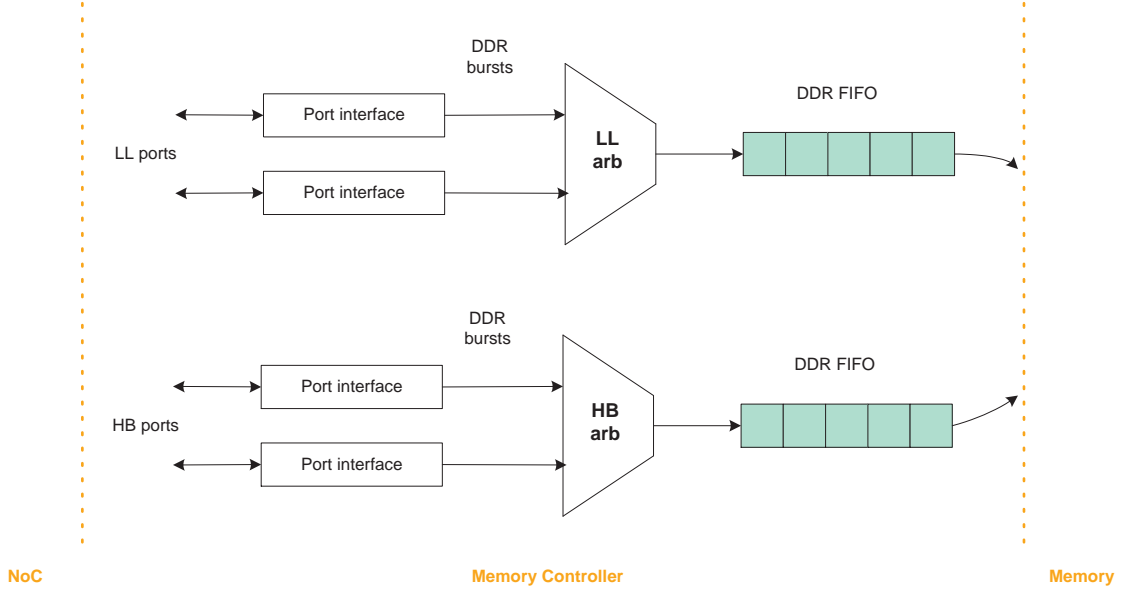 DDR
bursts
DDR FIFO
Port interface
LL
arb
LL ports
Port interface
DDR
bursts
DDR FIFO
Port interface
HB
arb
HB ports
Port interface
NoC
Memory Controller
Memory